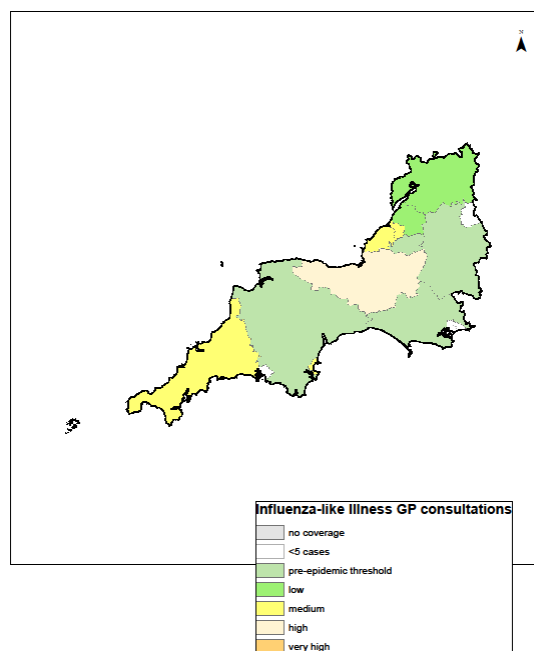 N
Influenza-like Illness GP consultations
no coverage
<5 cases
pre-epidemic threshold
low
medium
high
very high